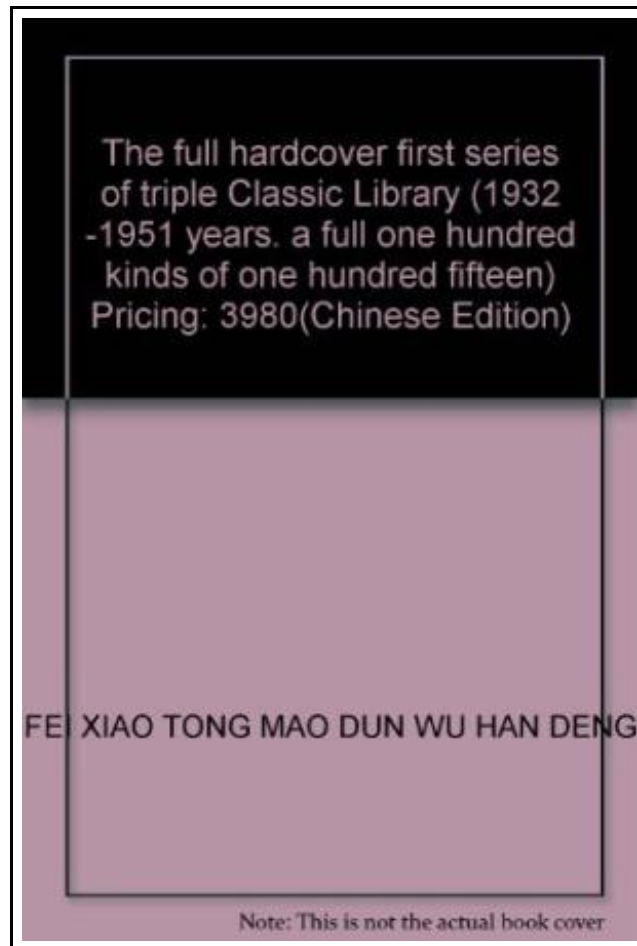 The full hardcover first series
of triple Classic Library (1932
-1951 years. a full one hundred
kinds of one hundred fifteen)
Pricing: 3980(Chinese Edition)
FEI XIAO TONG MAO DUN WU HAN DENG
Note: This is not the actual book cover